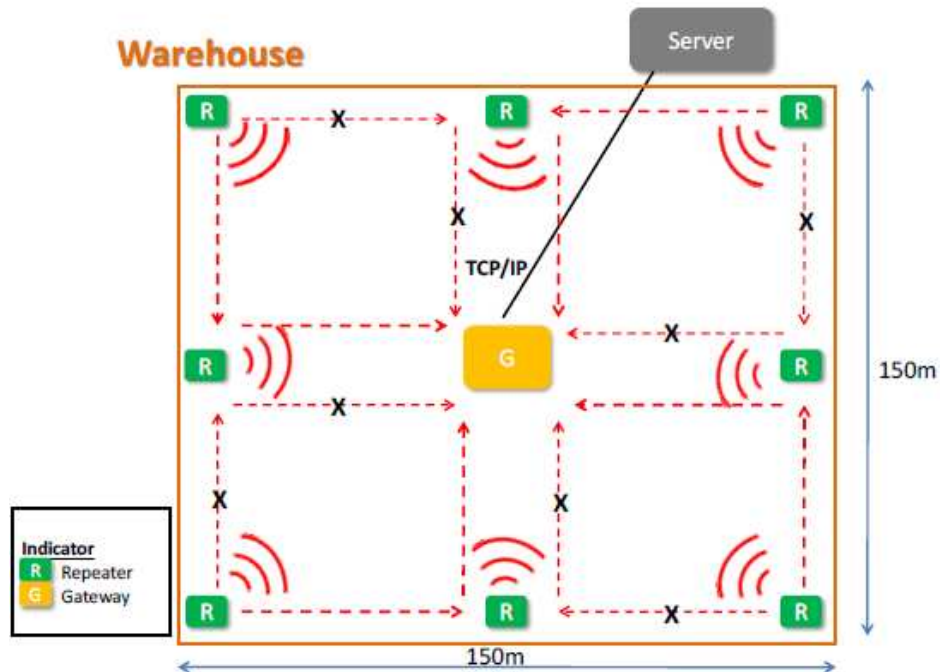 Server
Warehouse
R R R
X
X X
TCP/IP
X
G
R R
150m
X
X X
Indicator
R Repeater
G Gateway
R R R
X
150m